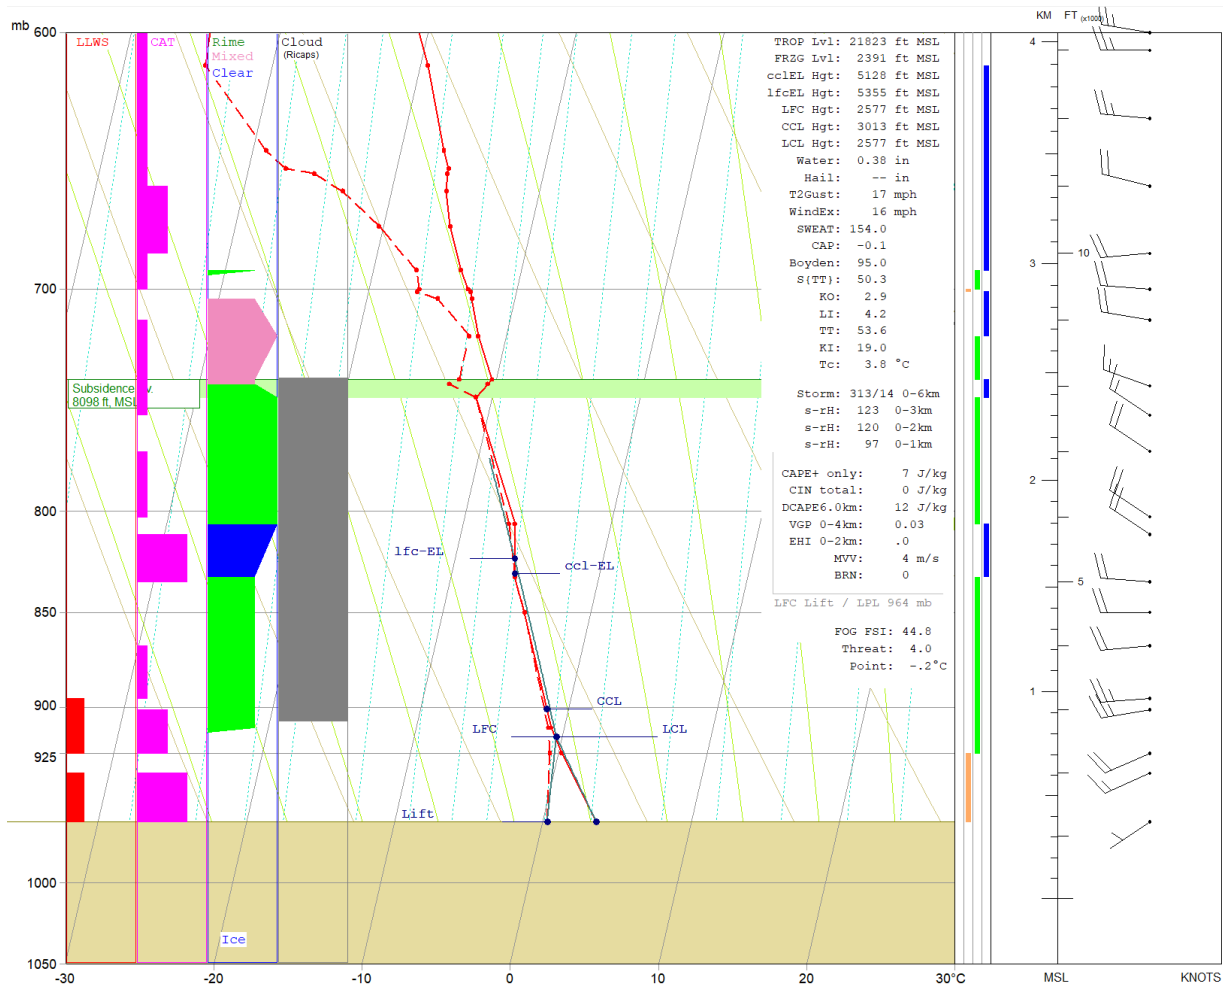 mb
KM FT (x1000)
600
LLWS CAT Rime Cloud
(Ricaps)
Mixed
Clear
TROP Lvl: 21823 ft MSL
FRZG Lvl: 2391 ft MSL
cclEL Hgt: 5128 ft MSL
lfcEL Hgt: 5355 ft MSL
LFC Hgt: 2577 ft MSL
CCL Hgt: 3013 ft MSL
LCL Hgt: 2577 ft MSL
Water: 0.38 in
Hail: -- in
T2Gust: 17 mph
WindEx: 16 mph
SWEAT: 154.0
CAP: -0.1
Boyden: 95.0
S{TT}: 50.3
KO: 2.9
LI: 4.2
TT: 53.6
KI: 19.0
Tc: 3.8 °C
Storm: 313/14 0-6km
s-rH: 123 0-3km
s-rH: 120 0-2km
s-rH: 97 0-1km
CAPE+ only: 7 J/kg
CIN total: 0 J/kg
DCAPE6.0km: 12 J/kg
VGP 0-4km: 0.03
EHI 0-2km: .0
MVV: 4 m/s
BRN: 0
LFC Lift / LPL 964 mb
FOG FSI: 44.8
Threat: 4.0
Point: -.2°C
4
10
3
2
5
1
700
Subsidence
8098 ft, MSL
800
lfc-EL
ccl-EL
850
900
CCL
LFC
LCL
925
Lift
1000
Ice
1050
-30 -20 -10 0 10 20 30°C
MSL KNOTS